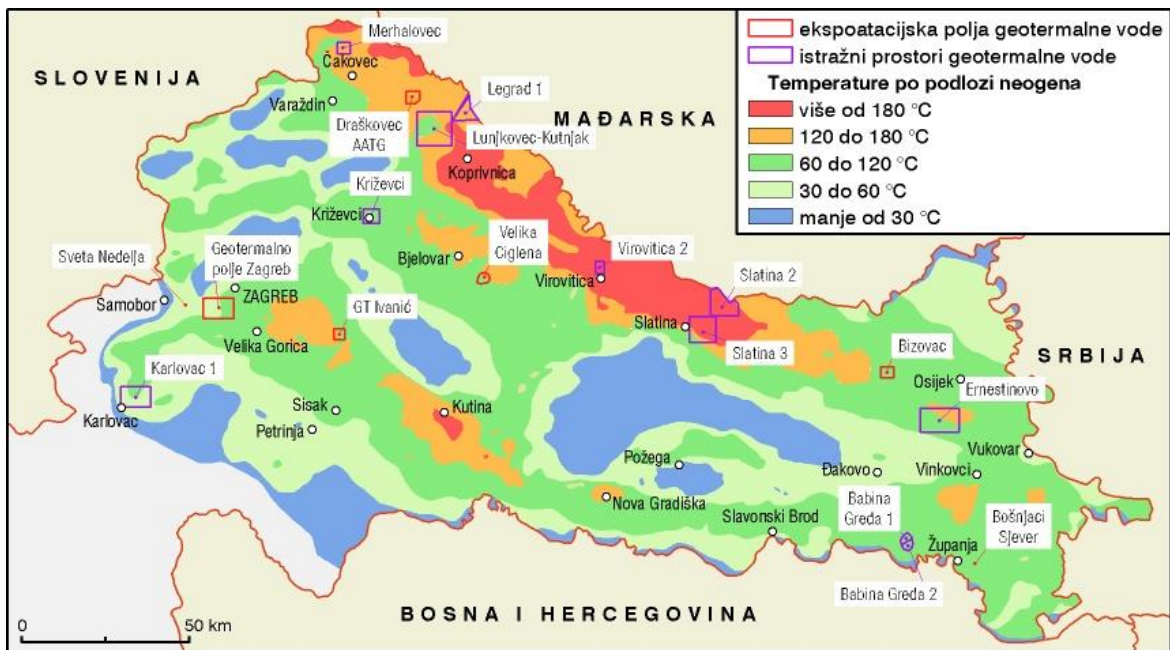 ekspoatacijska polja geotermalne vode
istražni prostori geotermalne vode
Temperature po podlozi neogena
više od 180 °C
120 do 180 °C
60 do 120 °C
30 do 60 °C
manje od 30 °C
SLOVENIJA
MAĐARSKA
SRBIJA
BOSNA I HERCEGOVINA
Merhalovec
Čakovec
Varaždin
Legrad 1
Draškovec
AATG
Lunjkovec-Kutnjak
Koprivnica
Križevci
Križevci
Velika
Ciglena
Bjelovar
Virovitica 2
Virovitica
Sveta Nedelja
Geotermalno
polje Zagreb
Samobor
ZAGREB
GT Ivanić
Velika Gorica
Slatina 2
Slatina
Slatina 3
Bizovac
Osijek
Ernestinovo
Karlovac 1
Karlovac
Sisak
Petrinja
Kutina
Požega
Đakovo
Vinkovci
Vukovar
Nova Gradiška
Slavonski Brod
Babina
Greda 1
Bošnjaci
Sjever
Županja
Babina Greda 2
0
50 km